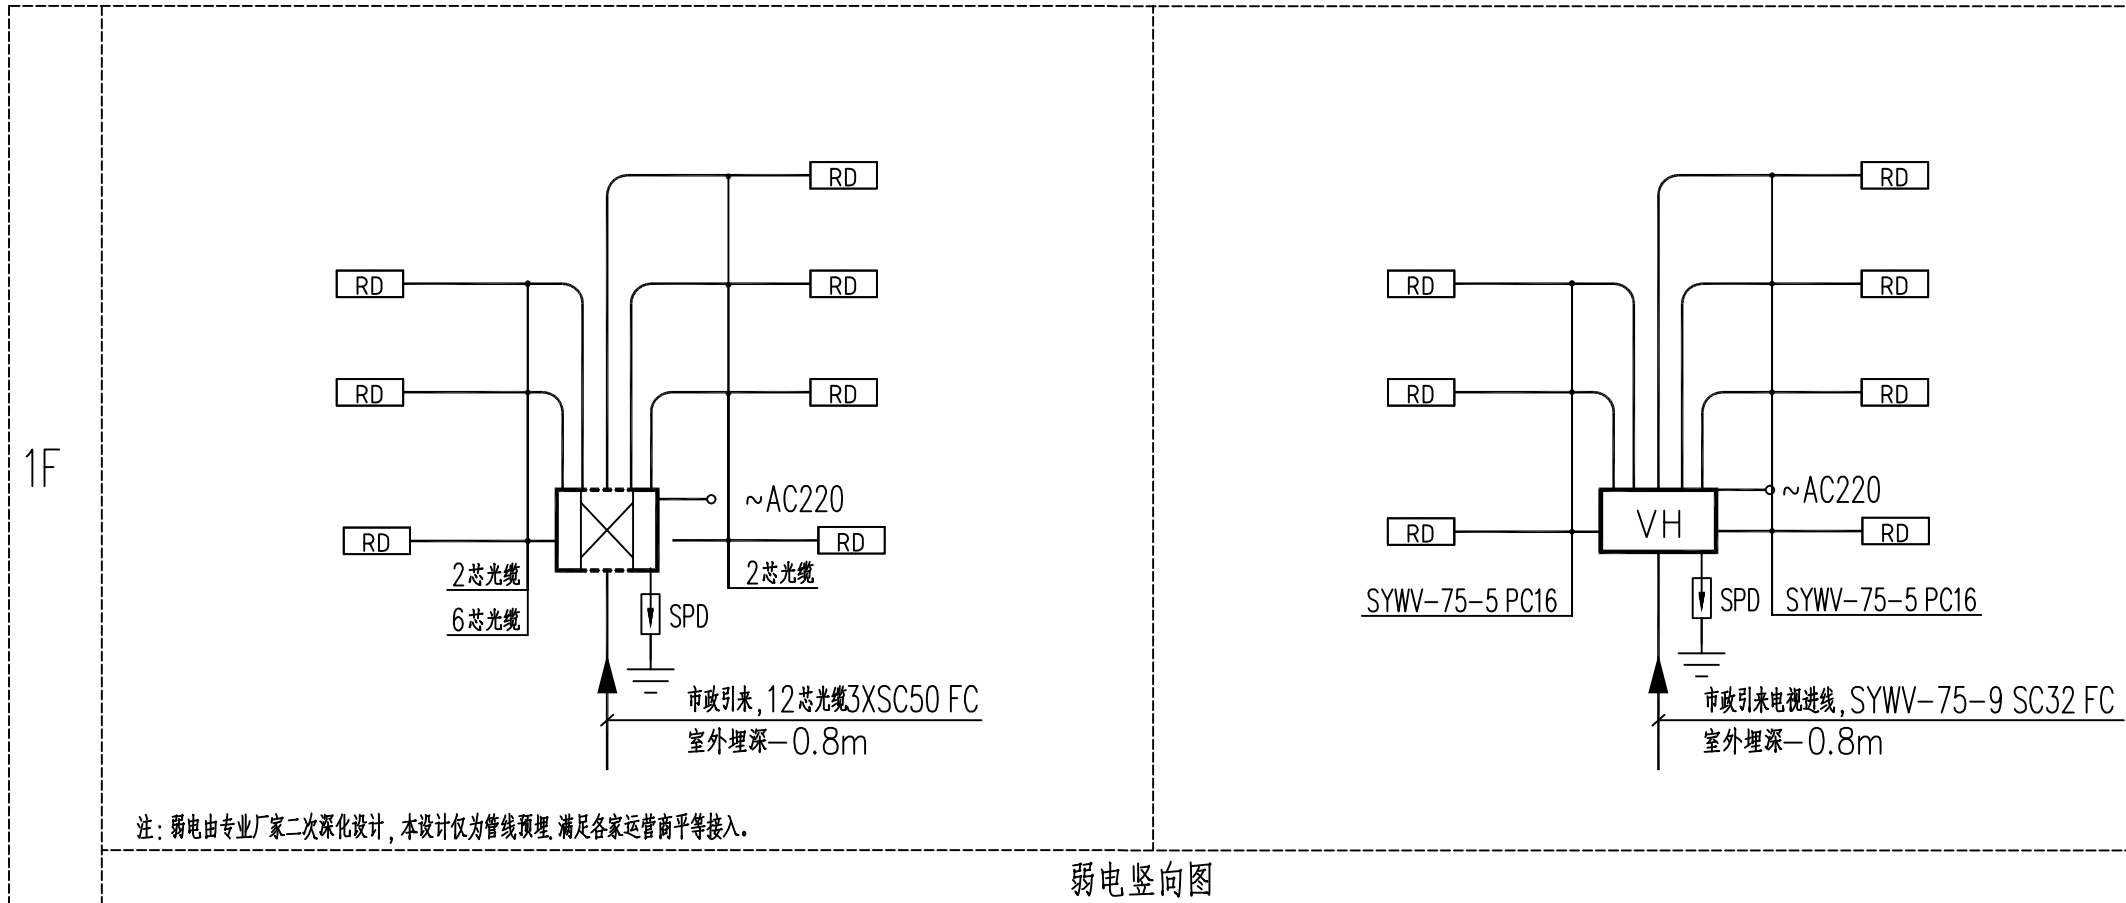 1F
RD
RD
RD
RD
RD
RD
RD
~AC220
2芯光缆
6芯光缆
2芯光缆
SPD
市政引来,12芯光缆3XSC50 FC
室外埋深-0.8m
注:弱电由专业厂家二次深化设计,本设计仅为管线预埋.满足各家运营商平等接入。
RD
RD
RD
RD
RD
RD
RD
~AC220
VH
SYWV-75-5 PC16
SPD
SYWV-75-5 PC16
市政引来电视进线,SYWV-75-9 SC32 FC
室外埋深-0.8m
弱电竖向图